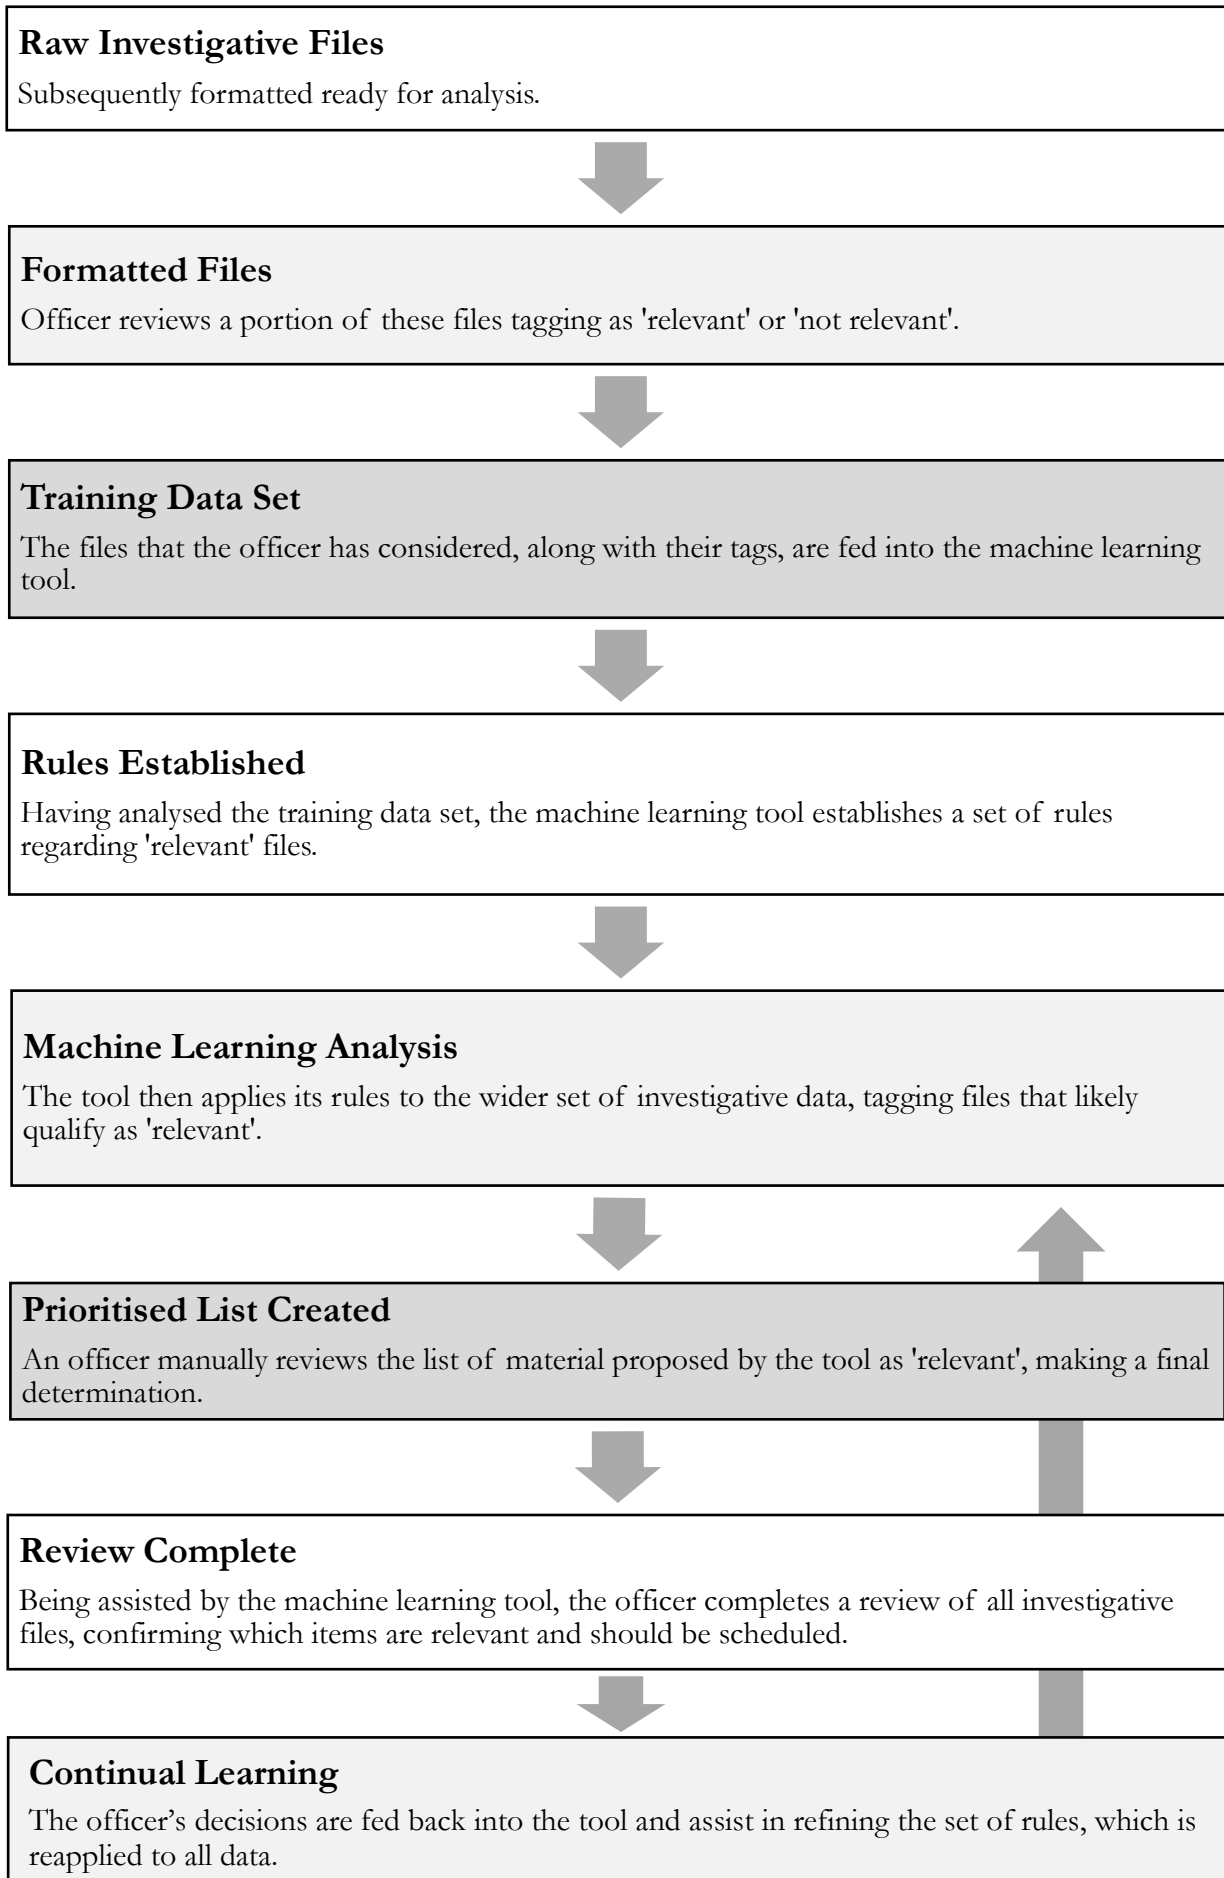 Raw Investigative Files
Subsequently formatted ready for analysis.
Formatted Files
Officer reviews a portion of these files tagging as 'relevant' or 'not relevant'.
Training Data Set
The files that the officer has considered, along with their tags, are fed into the machine learning
tool.
Rules Established
Having analysed the training data set, the machine learning tool establishes a set of rules
regarding 'relevant' files.
Machine Learning Analysis
The tool then applies its rules to the wider set of investigative data, tagging files that likely
qualify as 'relevant'.
Prioritised List Created
An officer manually reviews the list of material proposed by the tool as 'relevant', making a final
determination.
Review Complete
Being assisted by the machine learning tool, the officer completes a review of all investigative
files, confirming which items are relevant and should be scheduled.
Continual Learning
The officer’s decisions are fed back into the tool and assist in refining the set of rules, which is
reapplied to all data.